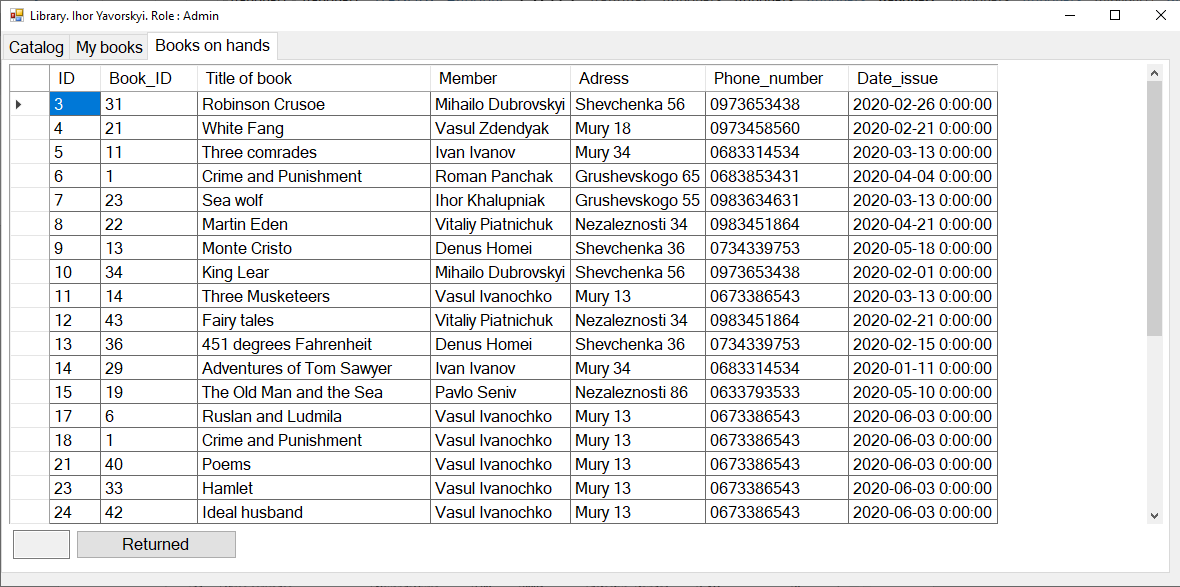 Library. Ihor Yavorskyi. Role : Admin
Catalog My books Books on hands
ID Book_ID Title of book Member Adress Phone_number Date_issue
3 31 Robinson Crusoe Mihailo Dubrovskyi Shevchenka 56 0973653438 2020-02-26 0:00:00
4 21 White Fang Vasul Zdendyak Mury 18 0973458560 2020-02-21 0:00:00
5 11 Three comrades Ivan Ivanov Mury 34 0683314534 2020-03-13 0:00:00
6 1 Crime and Punishment Roman Panchak Grushevskogo 65 0683853431 2020-04-04 0:00:00
7 23 Sea wolf Ihor Khalupniak Grushevskogo 55 0983634631 2020-03-13 0:00:00
8 22 Martin Eden Vitaliy Piatnichuk Nezaleznosti 34 0983451864 2020-04-21 0:00:00
9 13 Monte Cristo Denus Homei Shevchenka 36 0734339753 2020-05-18 0:00:00
10 34 King Lear Mihailo Dubrovskyi Shevchenka 56 0973653438 2020-02-01 0:00:00
11 14 Three Musketeers Vasul Ivanochko Mury 13 0673386543 2020-03-13 0:00:00
12 43 Fairy tales Vitaliy Piatnichuk Nezaleznosti 34 0983451864 2020-02-21 0:00:00
13 36 451 degrees Fahrenheit Denus Homei Shevchenka 36 0734339753 2020-02-15 0:00:00
14 29 Adventures of Tom Sawyer Ivan Ivanov Mury 34 0683314534 2020-01-11 0:00:00
15 19 The Old Man and the Sea Pavlo Seniv Nezaleznosti 86 0633793533 2020-05-10 0:00:00
17 6 Ruslan and Ludmila Vasul Ivanochko Mury 13 0673386543 2020-06-03 0:00:00
18 1 Crime and Punishment Vasul Ivanochko Mury 13 0673386543 2020-06-03 0:00:00
21 40 Poems Vasul Ivanochko Mury 13 0673386543 2020-06-03 0:00:00
23 33 Hamlet Vasul Ivanochko Mury 13 0673386543 2020-06-03 0:00:00
24 42 Ideal husband Vasul Ivanochko Mury 13 0673386543 2020-06-03 0:00:00
Returned